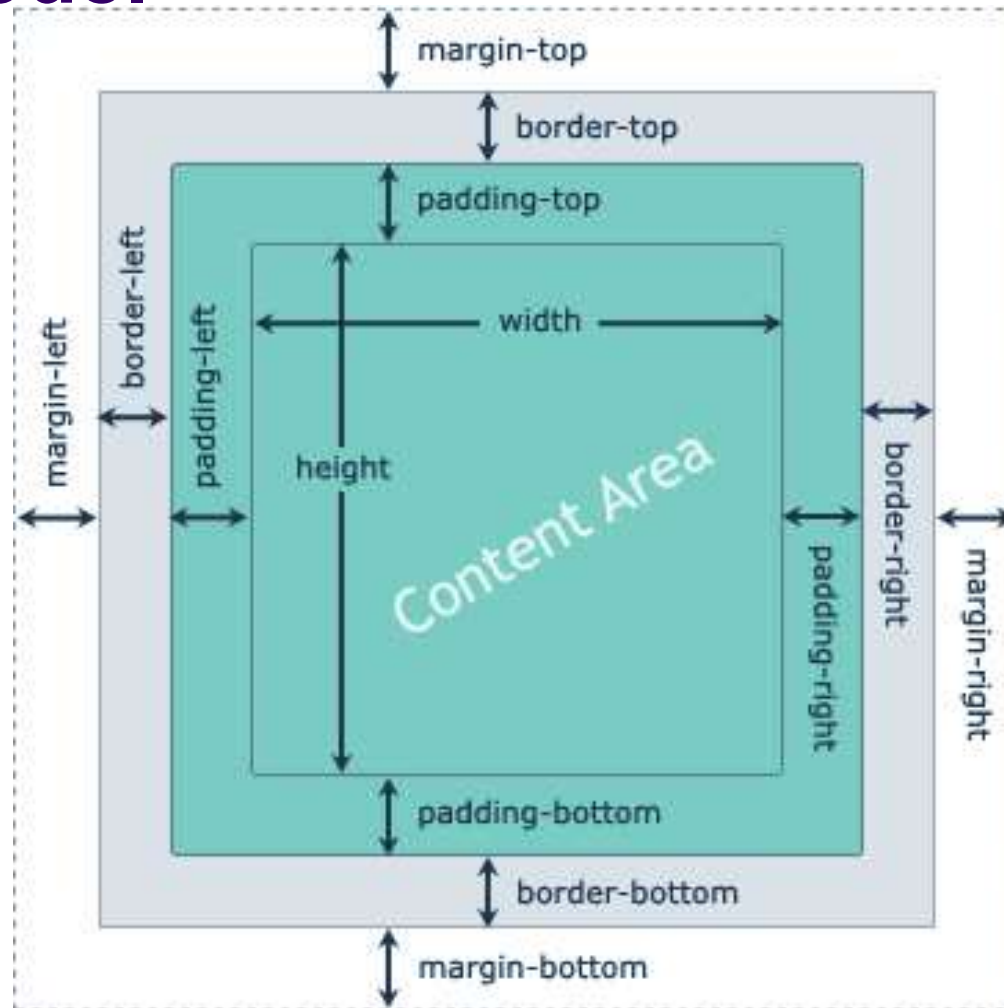 margin-top
border-top
padding-top
border-left
margin-left
padding-left
width
height
Content Area
border-right
padding-right
margin-right
padding-bottom
border-bottom
margin-bottom